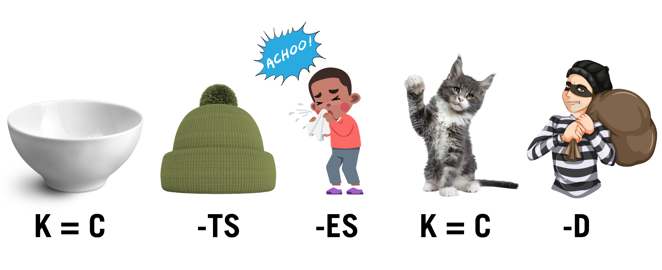 ACHOO!
K = C
-TS
-ES
K = C
-D